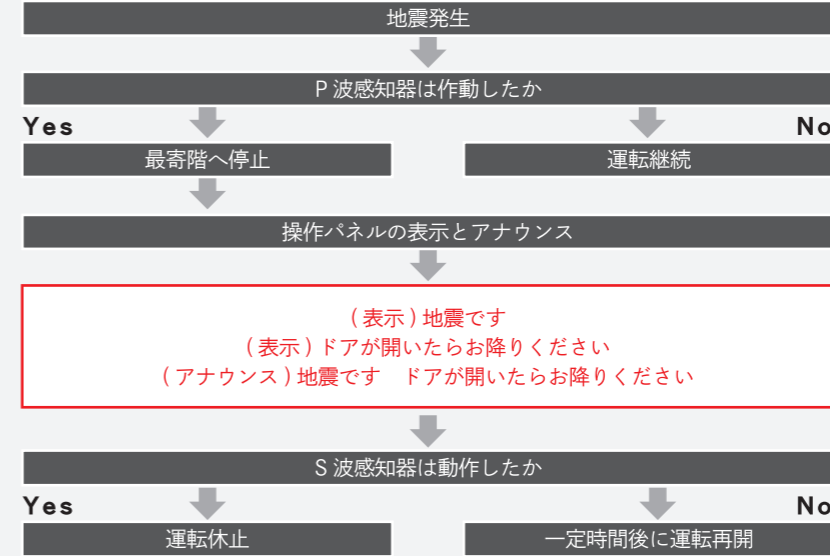 地震発生
P波感知器は作動したか
Yes
No
最寄階へ停止
運転継続
操作パネルの表示とアナウンス
(表示)地震です
(表示)ドアが開いたらお降りください
(アナウンス)地震です　ドアが開いたらお降りください
S波感知器は動作したか
Yes
No
運転休止
一定時間後に運転再開